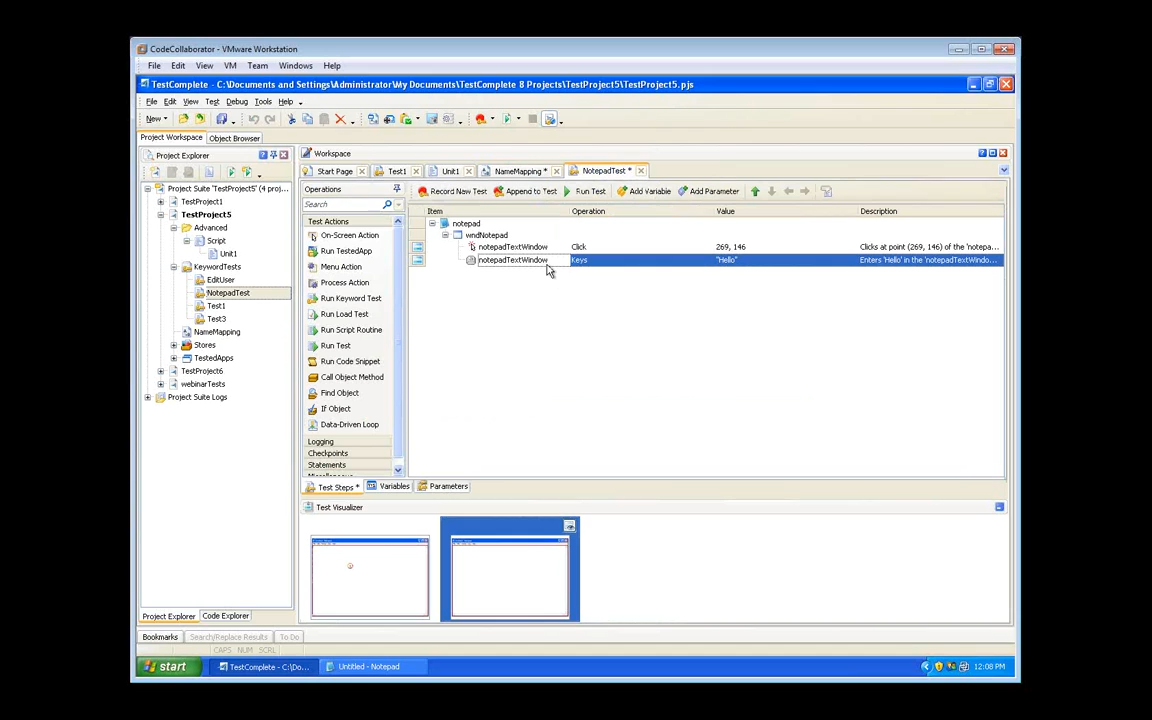 CodeCollaborator - VMware Workstation
File Edit View VM Team Windows Help
TestComplete - C:\Documents and Settings\Administrator\My Documents\TestComplete 8 Projects\TestProject5\TestProject5.pjs
File Edit View Test Debug Tools Help
New
Project Workspace Object Browser
Project Explorer
Workspace
Project Suite 'TestProject5' (4 proj...
TestProject1
TestProject5
Advanced
Script
Unit1
KeywordTests
EditUser
NotepadTest
Test1
Test3
NameMapping
Stores
TestedApps
TestProject6
webinarTests
Project Suite Logs
Start Page Test1 Unit1 NameMapping * NotepadTest *
Operations
Search
Test Actions
On-Screen Action
Run TestedApp
Menu Action
Process Action
Run Keyword Test
Run Load Test
Run Script Routine
Run Test
Run Code Snippet
Call Object Method
Find Object
If Object
Data-Driven Loop
Logging
Checkpoints
Statements
Record New Test Append to Test Run Test Add Variable Add Parameter
Item Operation Value Description
notepad
wndNotepad
notepadTextWindow Click 269, 146 Clicks at point (269, 146) of the 'notepa...
notepadTextWindow Keys "Hello" Enters 'Hello' in the 'notepadTextWindo...
Test Steps * Variables Parameters
Test Visualizer
Project Explorer Code Explorer
Bookmarks Search/Replace Results To Do
CAPS NUM SCRL
start TestComplete - C:\Do... Untitled - Notepad 12:08 PM